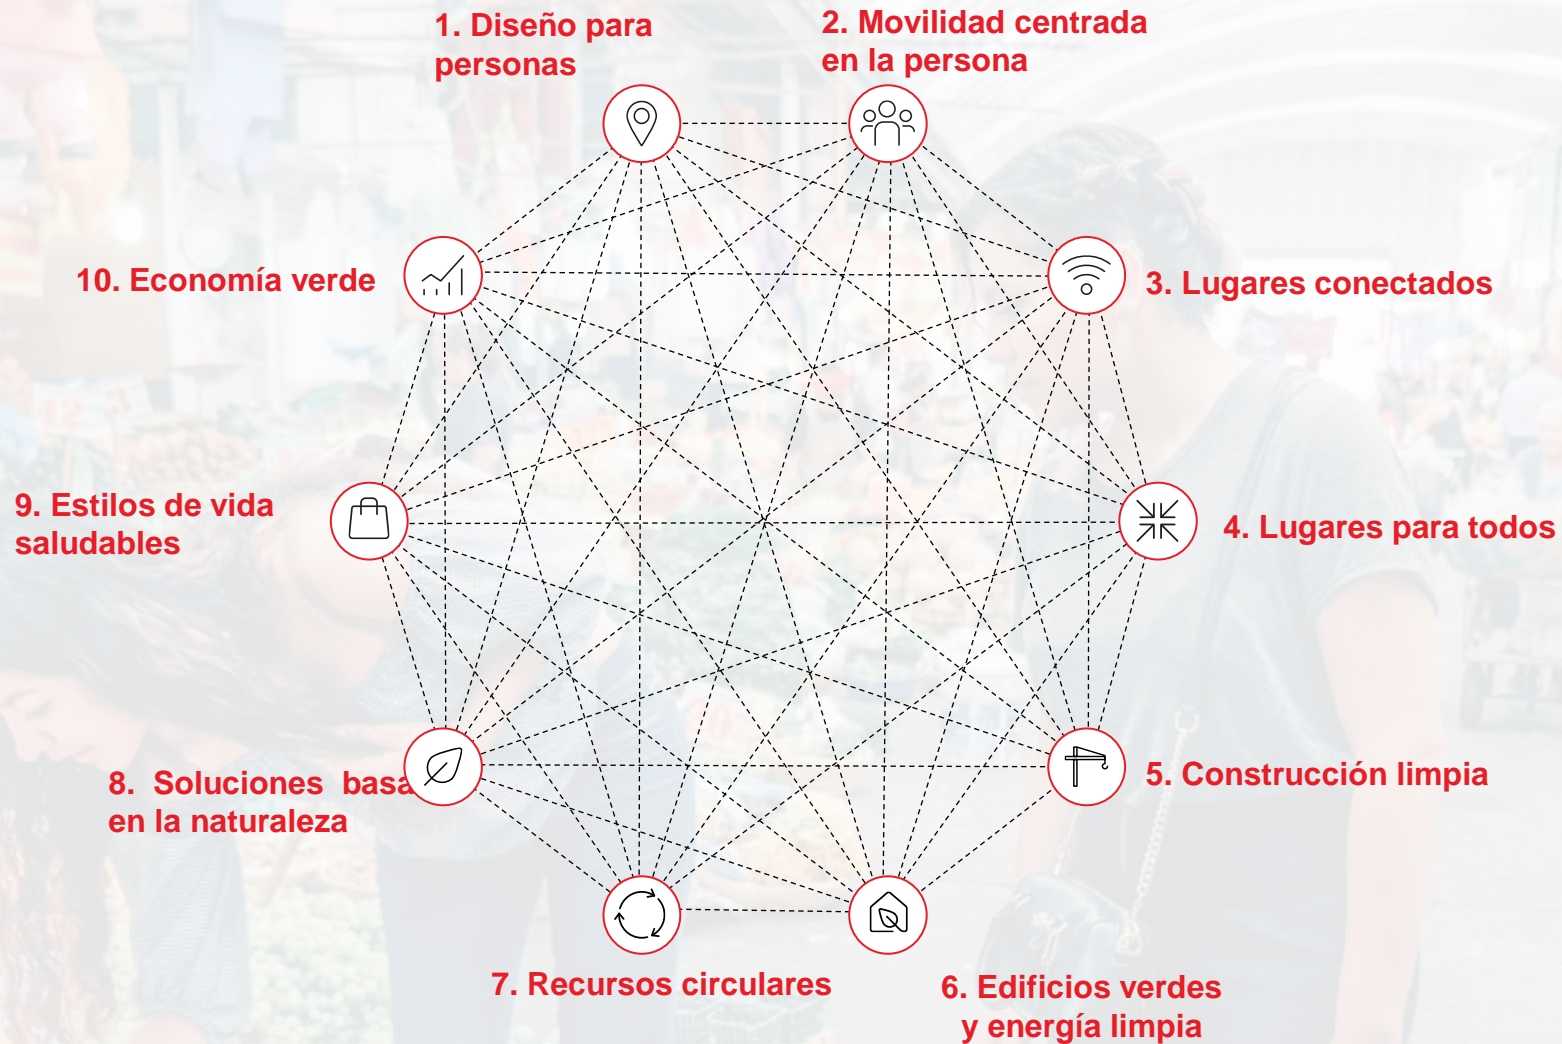 1. Diseño para
personas
2. Movilidad centrada
en la persona
3. Lugares conectados
4. Lugares para todos
5. Construcción limpia
6. Edificios verdes
y energía limpia
7. Recursos circulares
8. Soluciones basa
en la naturaleza
9. Estilos de vida
saludables
10. Economía verde